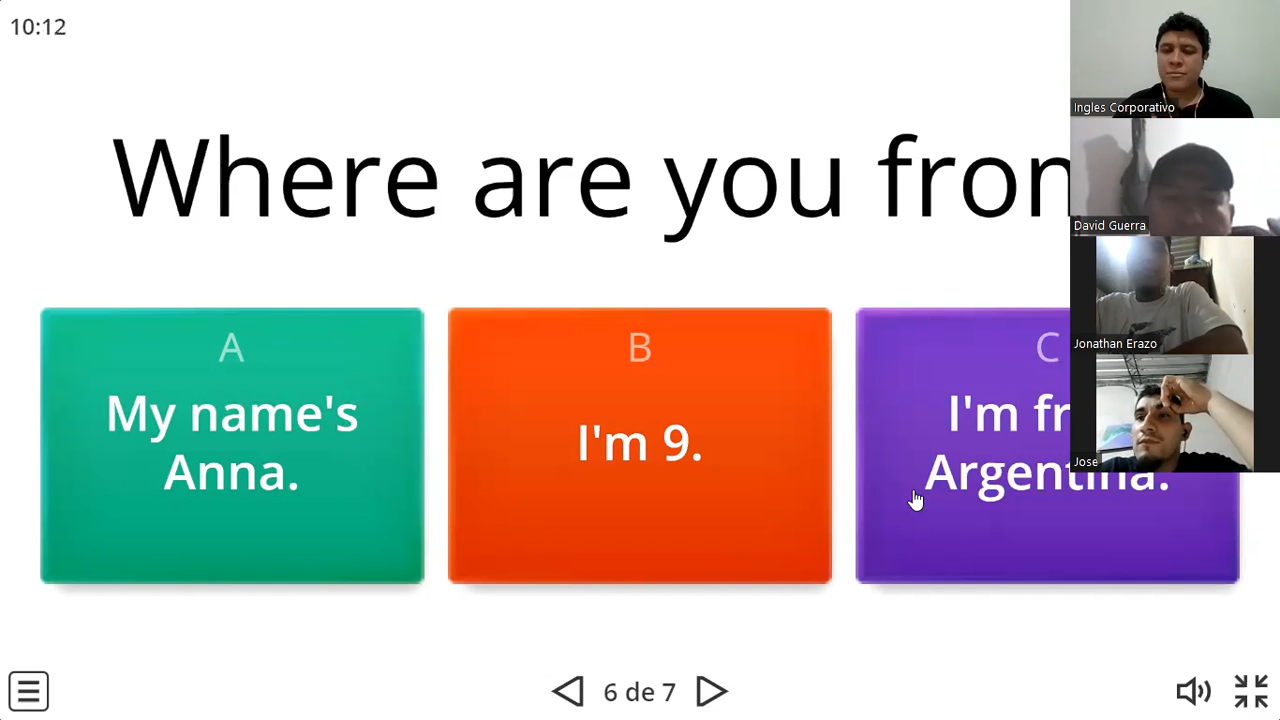 10:12
Where are you from
A
My name's
Anna.
B
I'm 9.
C
I'm fr
Argentina.
6 de 7
Ingles Corporativo
David Guerra
Jonathan Erazo
Jose